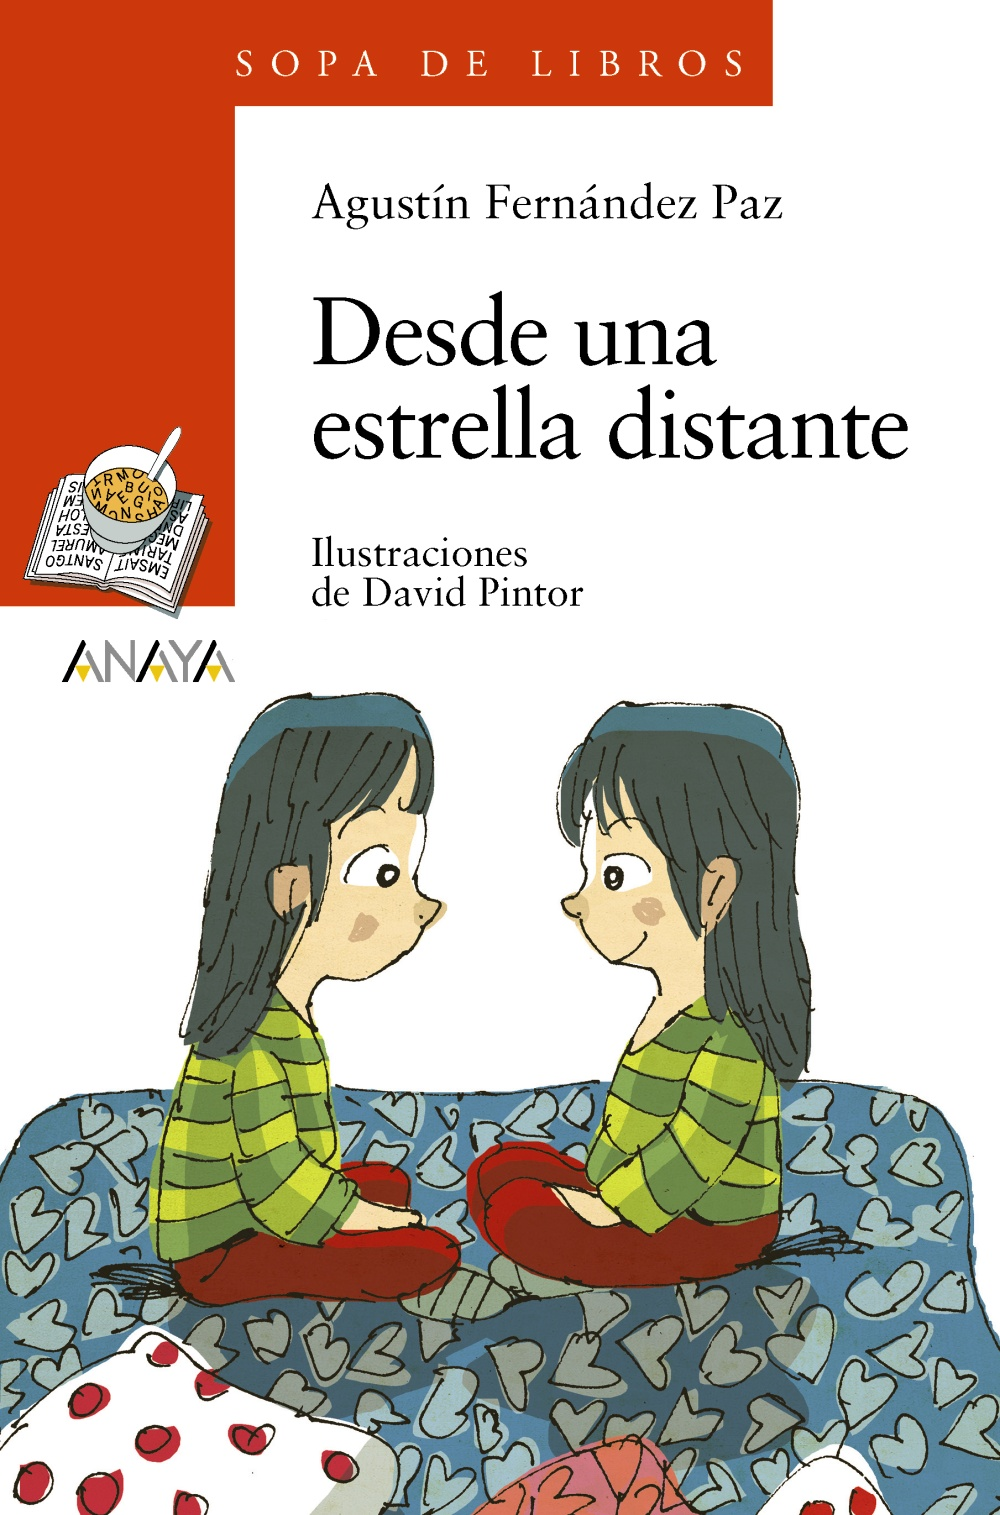 SOPA DE LIBROS
Agustín Fernández Paz
Desde una
estrella distante
Ilustraciones
de David Pintor
ANAYA